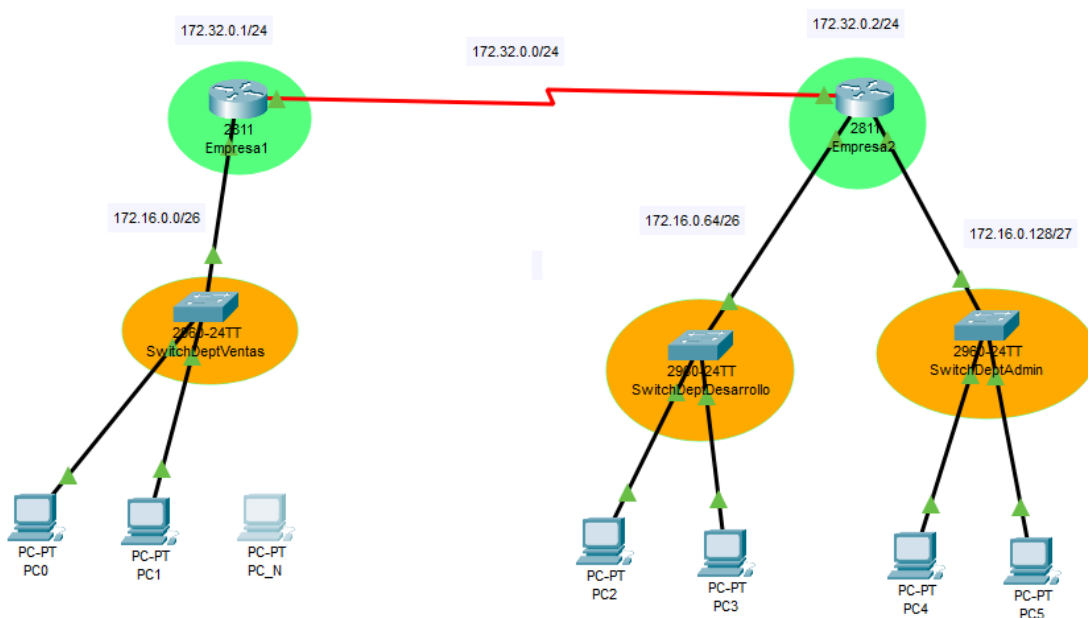 172.32.0.1/24
172.32.0.0/24
172.32.0.2/24
2811
Empresa1
2811
Empresa2
172.16.0.0/26
172.16.0.64/26
172.16.0.128/27
2960-24TT
SwitchDeptVentas
2960-24TT
SwitchDeptDesarrollo
2960-24TT
SwitchDeptAdmin
PC-PT
PC0
PC-PT
PC1
PC-PT
PC_N
PC-PT
PC2
PC-PT
PC3
PC-PT
PC4
PC-PT
PC5